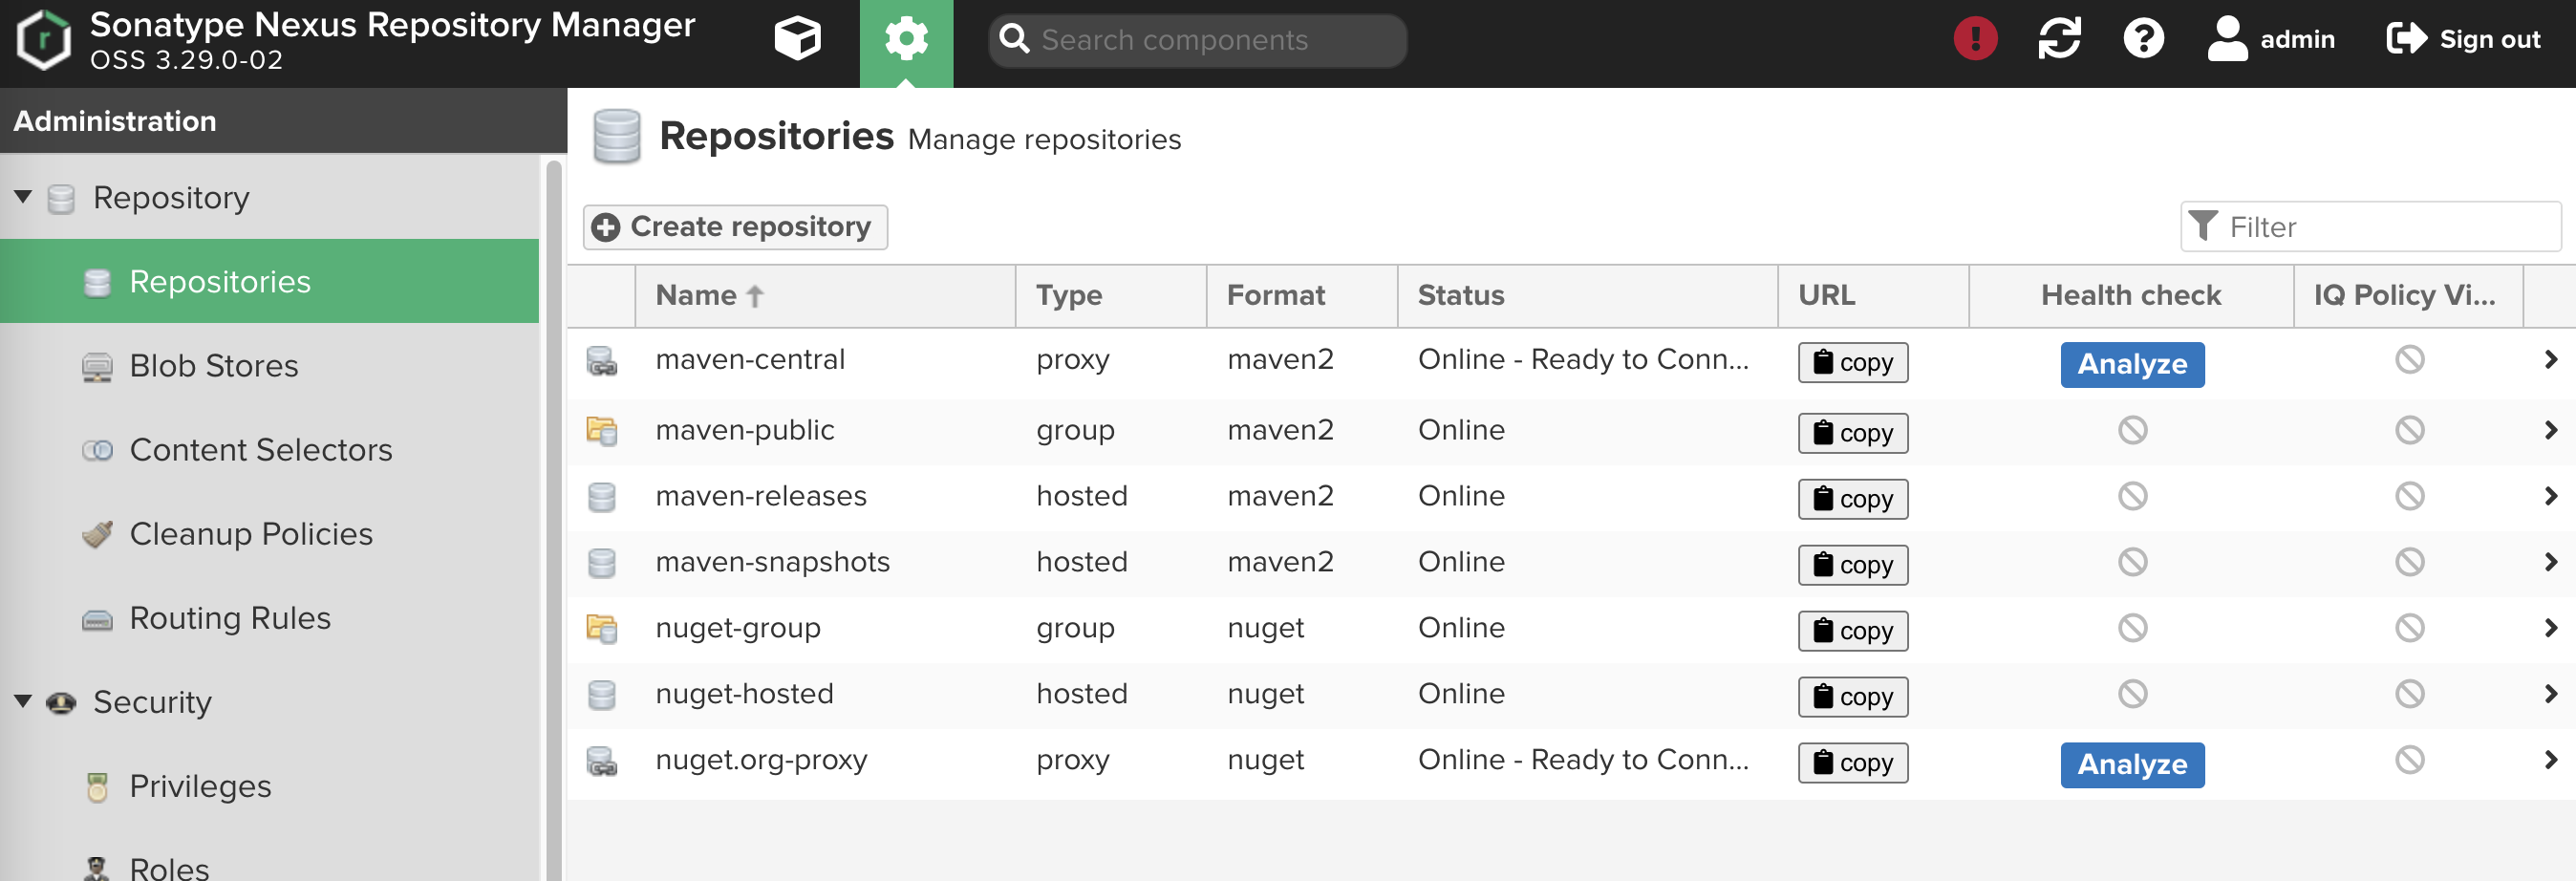 Sonatype Nexus Repository Manager
OSS 3.29.0-02
Search components
admin
Sign out
Administration
Repository
Repositories
Blob Stores
Content Selectors
Cleanup Policies
Routing Rules
Security
Privileges
Roles
Repositories Manage repositories
Create repository
Filter
Name Type Format Status URL Health check IQ Policy Vi...
maven-central proxy maven2 Online - Ready to Conn... copy Analyze
maven-public group maven2 Online copy
maven-releases hosted maven2 Online copy
maven-snapshots hosted maven2 Online copy
nuget-group group nuget Online copy
nuget-hosted hosted nuget Online copy
nuget.org-proxy proxy nuget Online - Ready to Conn... copy Analyze